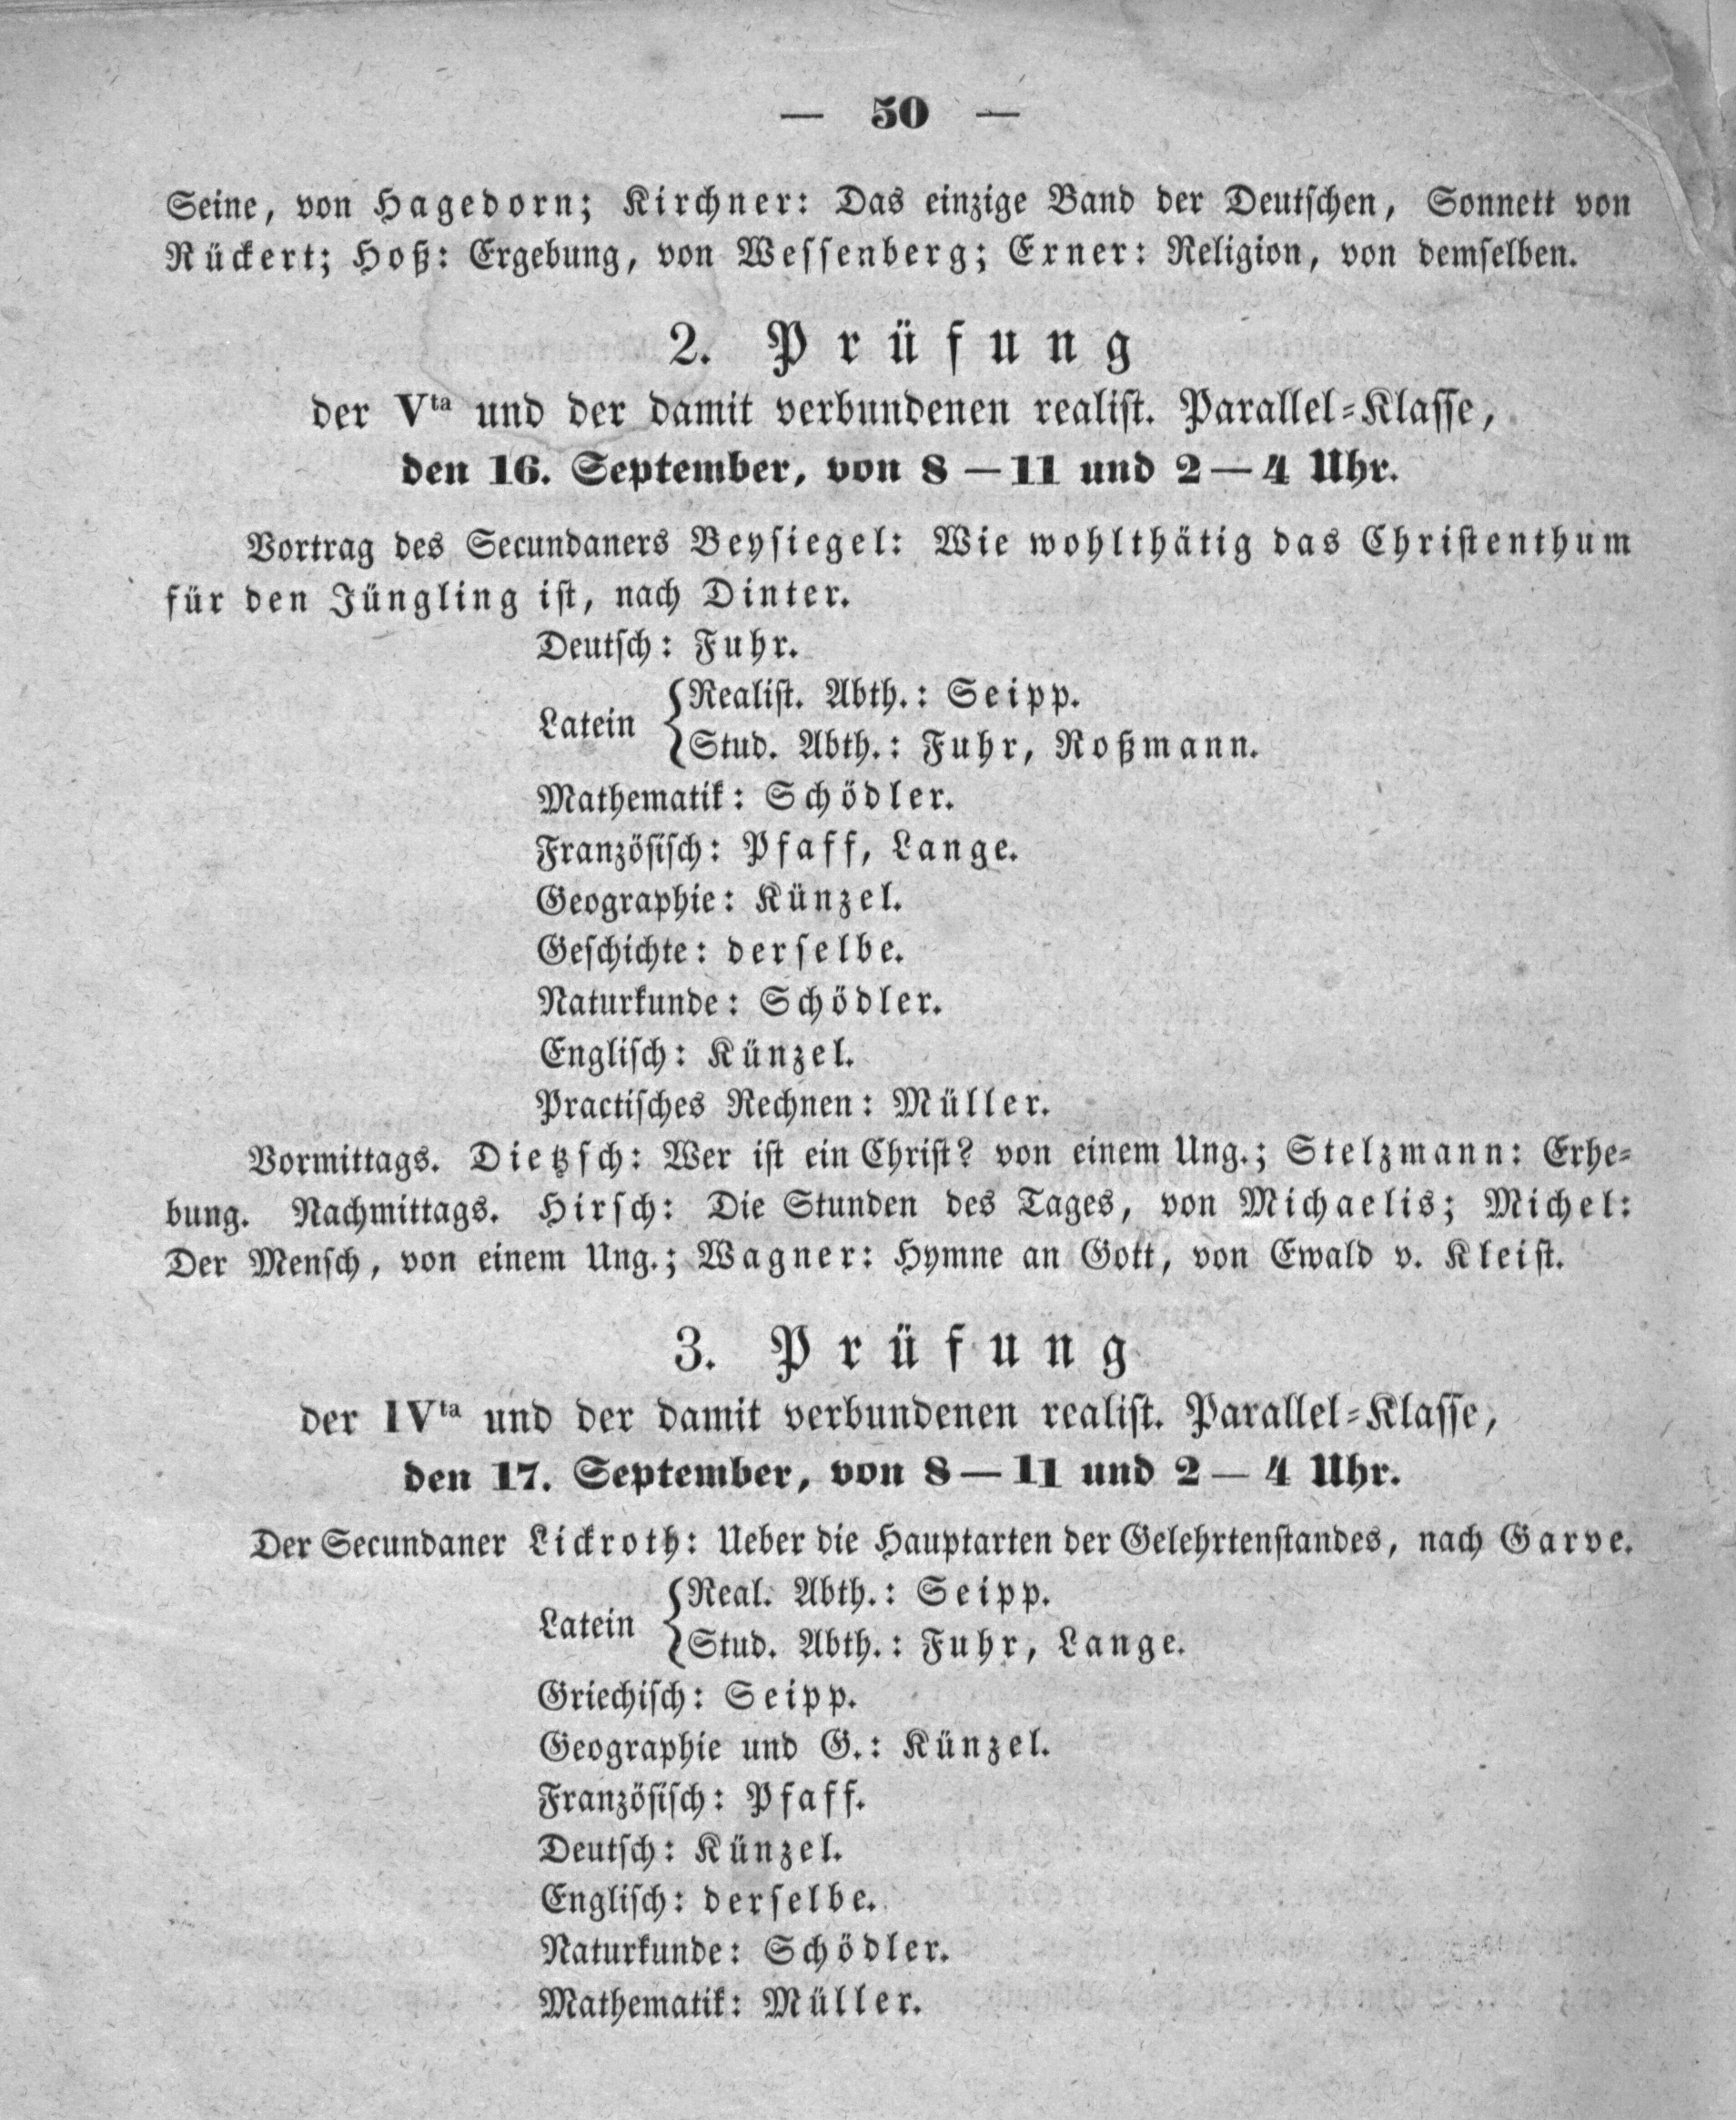 — 50 —
Seine, von Hagedorn; Kirchner: Das einzige Band der Deutschen, Sonnett von
Rückert; Hoß: Ergebung, von Wessenberg; Exner: Religion, von demselben.
2. Prüfung
der Vta und der damit verbundenen realist. Parallel-Klasse,
den 16. September, von 8 — 11 und 2 — 4 Uhr.
Vortrag des Secundaners Beysiegel: Wie wohlthätig das Christenthum
für den Jüngling ist, nach Dinter.
Deutsch: Fuhr.
Latein { Realist. Abth.: Seipp.
Stud. Abth.: Fuhr, Roßmann.
Mathematik: Schödler.
Französisch: Pfaff, Lange.
Geographie: Künzel.
Geschichte: derselbe.
Naturkunde: Schödler.
Englisch: Künzel.
Practisches Rechnen: Müller.
Vormittags. Dietzsch: Wer ist ein Christ? von einem Ung.; Stelzmann: Erhe-
bung. Nachmittags. Hirsch: Die Stunden des Tages, von Michaelis; Michel:
Der Mensch, von einem Ung.; Wagner: Hymne an Gott, von Ewald v. Kleist.
3. Prüfung
der IVta und der damit verbundenen realist. Parallel-Klasse,
den 17. September, von 8 — 11 und 2 — 4 Uhr.
Der Secundaner Lickroth: Ueber die Hauptarten der Gelehrtenstandes, nach Garve.
Latein { Real. Abth.: Seipp.
Stud. Abth.: Fuhr, Lange.
Griechisch: Seipp.
Geographie und G.: Künzel.
Französisch: Pfaff.
Deutsch: Künzel.
Englisch: derselbe.
Naturkunde: Schödler.
Mathematik: Müller.